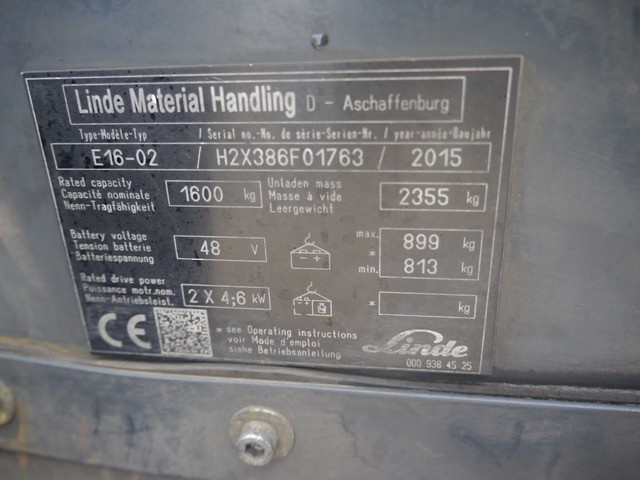 Linde Material Handling D - Aschaffenburg
Type-Modèle-Typ / Serial no.-No. de série-Serien-Nr. / year-année-Baujahr
E16-02 / H2X386F01763 / 2015
Rated capacity
Capacité nominale
Nenn-Tragfähigkeit
1600 kg
Unladen mass
Masse à vide
Leergewicht
2355 kg
Battery voltage
Tension batterie
Batteriespannung
48 V
max. 899 kg
*
min. 813 kg
Rated drive power
Puissance motr.nom.
Nenn-Antriebsleist.
2 X 4,6 kW
* kg
CE
* see Operating instructions
voir Mode d'emploi
siehe Betriebsanleitung
Linde
000 938 45 25